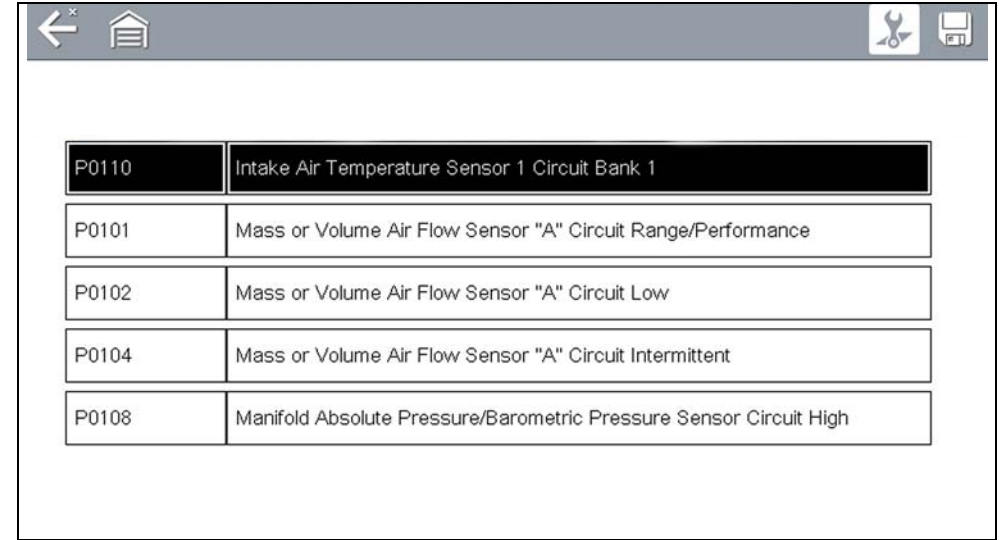 P0110 Intake Air Temperature Sensor 1 Circuit Bank 1
P0101 Mass or Volume Air Flow Sensor "A" Circuit Range/Performance
P0102 Mass or Volume Air Flow Sensor "A" Circuit Low
P0104 Mass or Volume Air Flow Sensor "A" Circuit Intermittent
P0108 Manifold Absolute Pressure/Barometric Pressure Sensor Circuit High